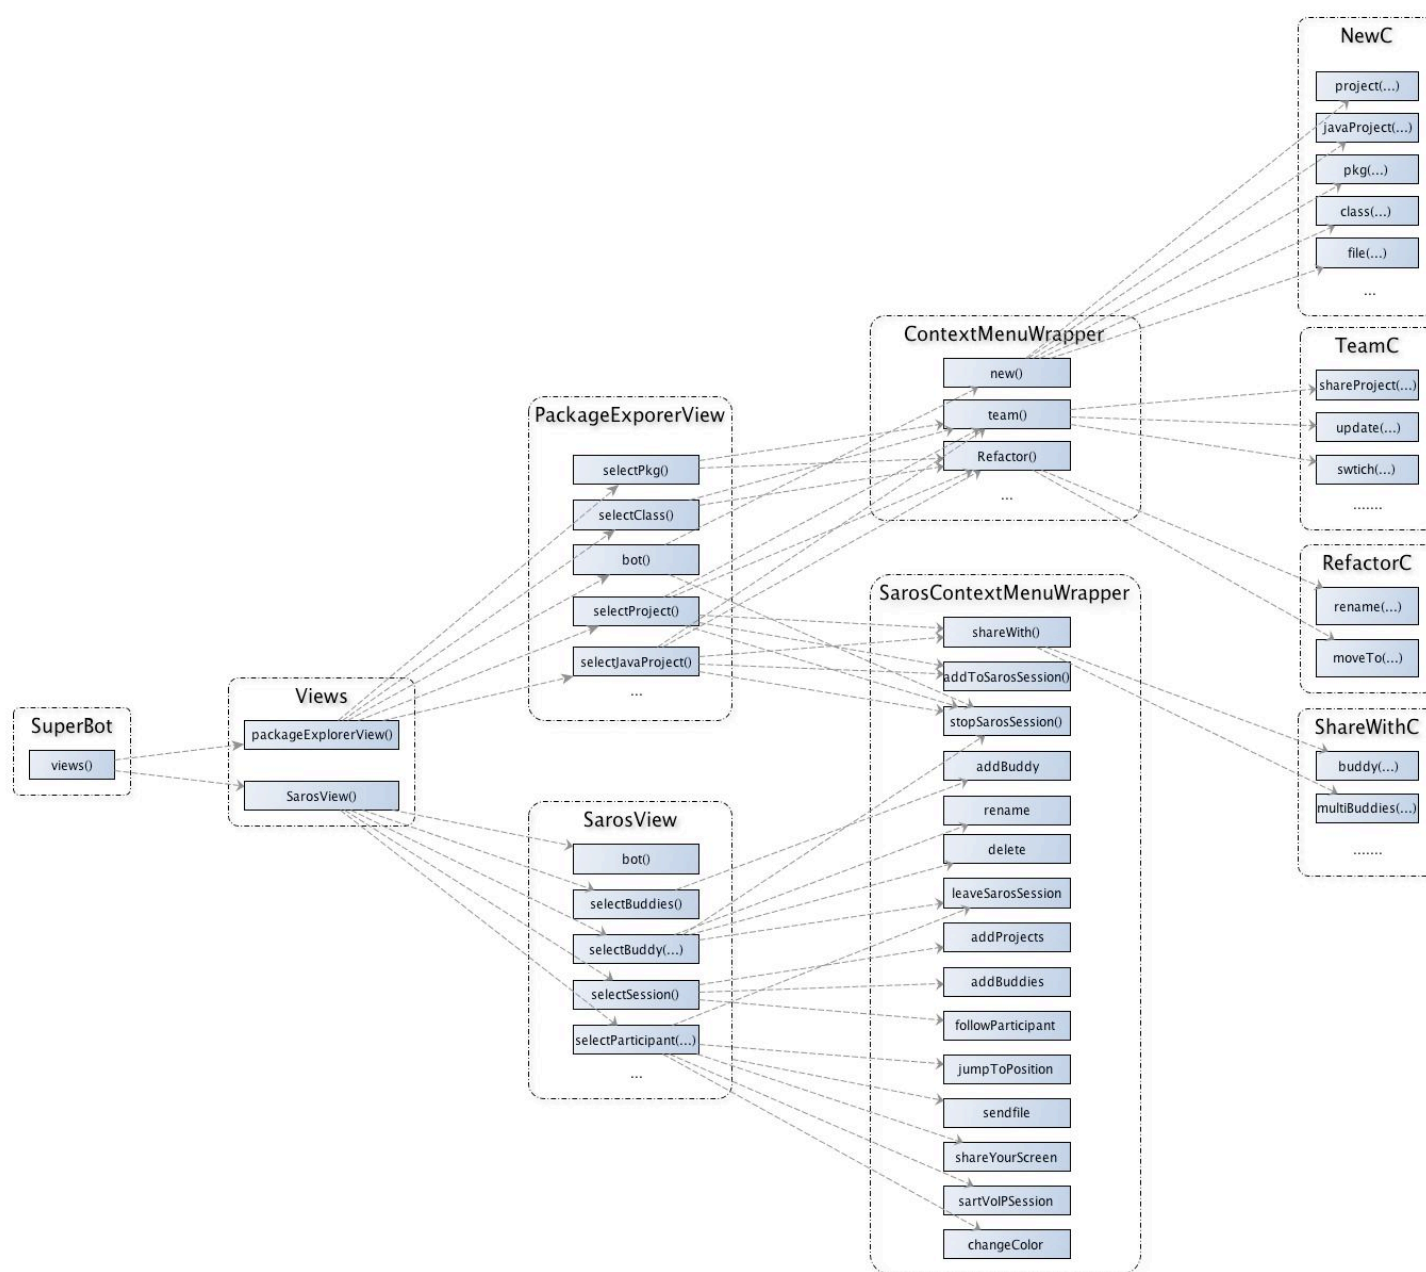 SuperBot
views()
Views
packageExplorerView()
SarosView()
PackageExporerView
selectPkg()
selectClass()
bot()
selectProject()
selectJavaProject()
...
SarosView
bot()
selectBuddies()
selectBuddy(...)
selectSession()
selectParticipant(...)
...
ContextMenuWrapper
new()
team()
Refactor()
...
SarosContextMenuWrapper
shareWith()
addToSarosSession()
stopSarosSession()
addBuddy
rename
delete
leaveSarosSession
addProjects
addBuddies
followParticipant
jumpToPosition
sendfile
shareYourScreen
sartVoIPSession
changeColor
NewC
project(...)
javaProject(...)
pkg(...)
class(...)
file(...)
...
TeamC
shareProject(...)
update(...)
swtich(...)
.......
RefactorC
rename(...)
moveTo(...)
ShareWithC
buddy(...)
multiBuddies(...)
.......